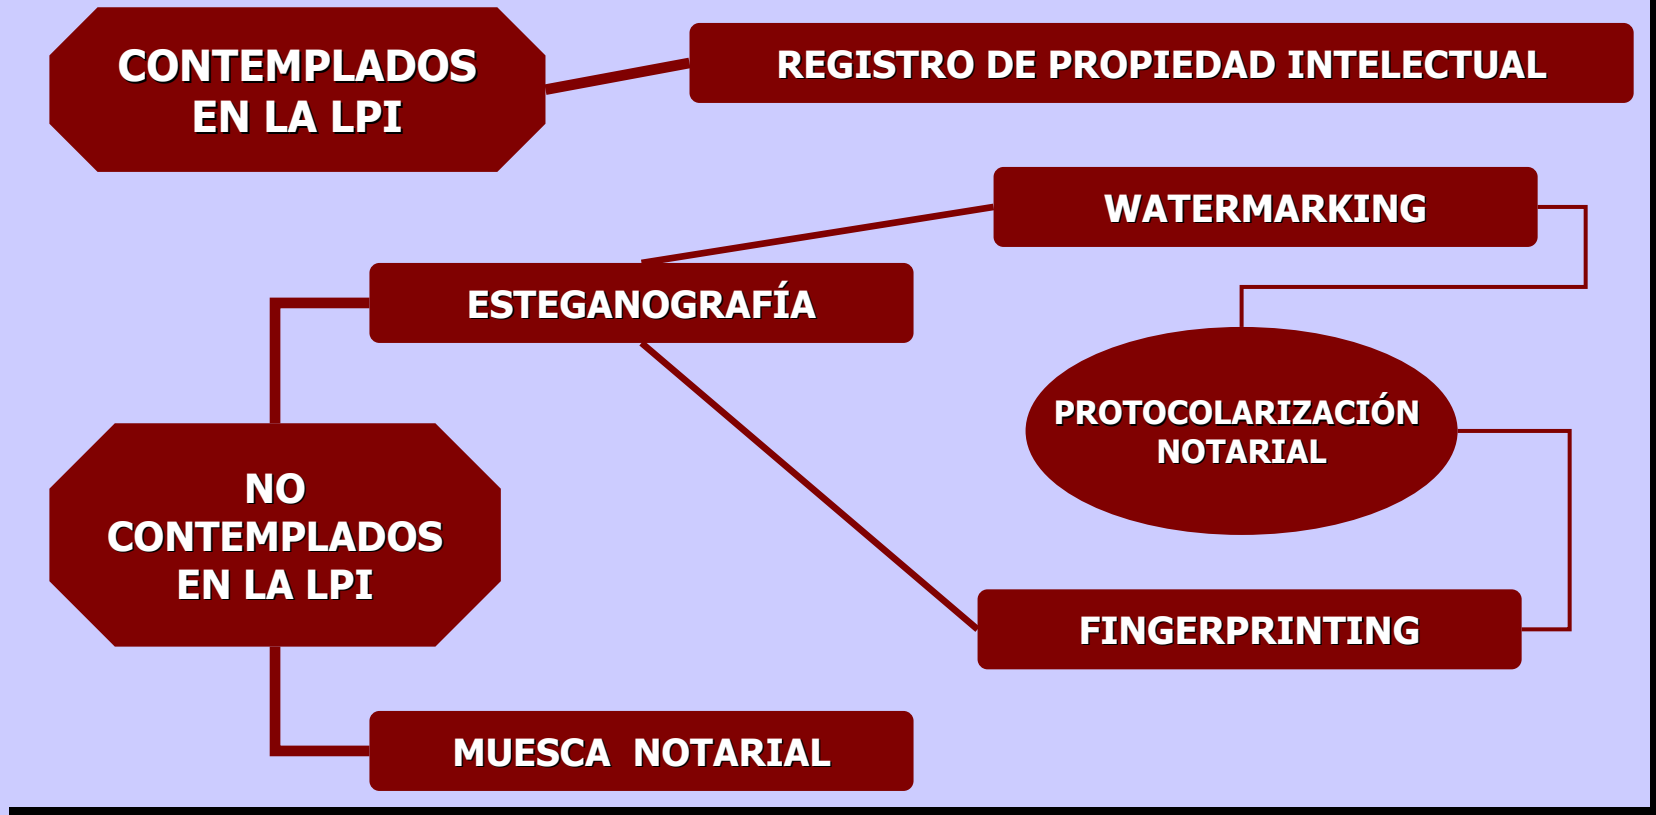 CONTEMPLADOS
EN LA LPI
REGISTRO DE PROPIEDAD INTELECTUAL
WATERMARKING
ESTEGANOGRAFÍA
PROTOCOLARIZACIÓN
NOTARIAL
NO
CONTEMPLADOS
EN LA LPI
FINGERPRINTING
MUESCA  NOTARIAL